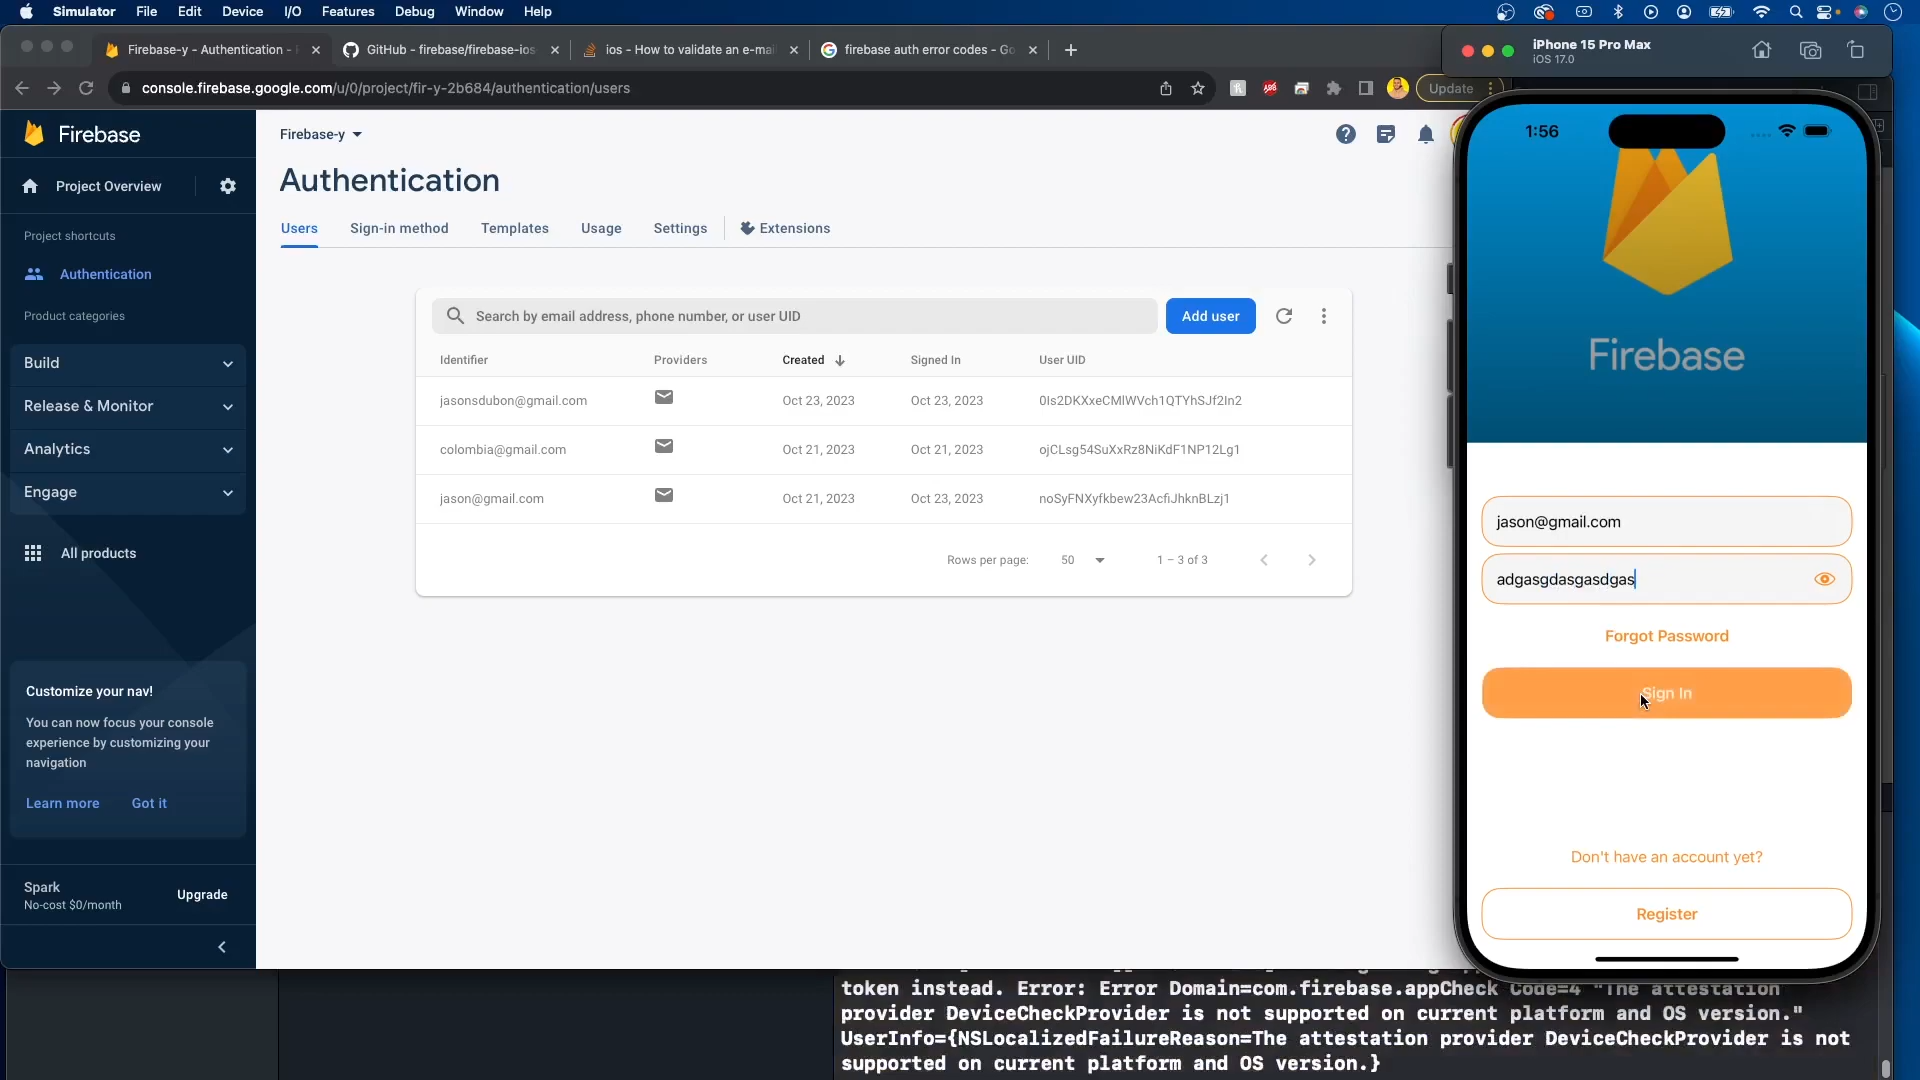 Simulator File Edit Device I/O Features Debug Window Help
Firebase-y - Authentication -
GitHub - firebase/firebase-ios-
ios - How to validate an e-mai
firebase auth error codes - Go
iPhone 15 Pro Max
iOS 17.0
console.firebase.google.com/u/0/project/fir-y-2b684/authentication/users
Update
Firebase
Firebase-y
1:56
Project Overview
Authentication
Project shortcuts
Users Sign-in method Templates Usage Settings Extensions
Authentication
Product categories
Search by email address, phone number, or user UID
Add user
Build
Identifier Providers Created Signed In User UID
Firebase
Release & Monitor
jasonsdubon@gmail.com Oct 23, 2023 Oct 23, 2023 0Is2DKXxeCMlWVch1QTYhSJf2In2
Analytics
colombia@gmail.com Oct 21, 2023 Oct 21, 2023 ojCLsg54SuXxRz8NiKdF1NP12Lg1
Engage
jason@gmail.com Oct 21, 2023 Oct 23, 2023 noSyFNXyfkbew23AcfiJhknBLzj1
jason@gmail.com
All products
Rows per page: 50 1 – 3 of 3
adgasgdasgasdgas
Forgot Password
Customize your nav!
Sign In
You can now focus your console
experience by customizing your
navigation
Learn more Got it
Don't have an account yet?
Spark
No-cost $0/month
Upgrade
Register
token instead. Error: Error Domain=com.firebase.appCheck Code=4 "The attestation
provider DeviceCheckProvider is not supported on current platform and OS version."
UserInfo={NSLocalizedFailureReason=The attestation provider DeviceCheckProvider is not
supported on current platform and OS version.}